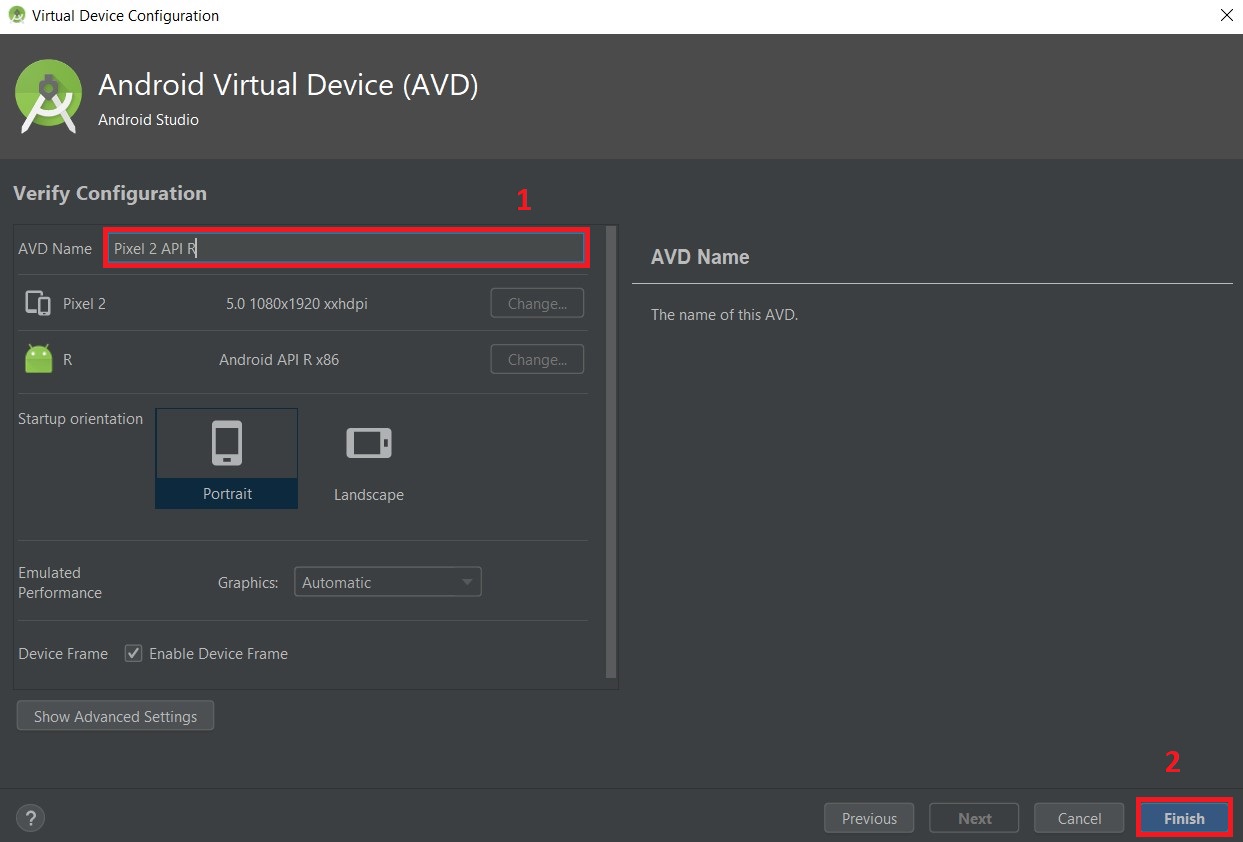 Virtual Device Configuration
Android Virtual Device (AVD)
Android Studio
Verify Configuration
1
AVD Name
Pixel 2 API R
AVD Name
Pixel 2
5.0 1080x1920 xxhdpi
Change...
The name of this AVD.
R
Android API R x86
Change...
Startup orientation
Portrait
Landscape
Emulated
Performance
Graphics:
Automatic
Device Frame
Enable Device Frame
Show Advanced Settings
2
?
Previous
Next
Cancel
Finish